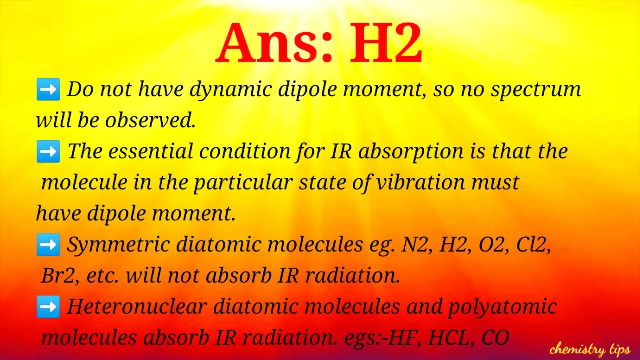 Ans: H2
➡ Do not have dynamic dipole moment, so no spectrum
will be observed.
➡ The essential condition for IR absorption is that the
molecule in the particular state of vibration must
have dipole moment.
➡ Symmetric diatomic molecules eg. N2, H2, O2, Cl2,
Br2, etc. will not absorb IR radiation.
➡ Heteronuclear diatomic molecules and polyatomic
molecules absorb IR radiation. egs:-HF, HCL, CO
chemistry tips